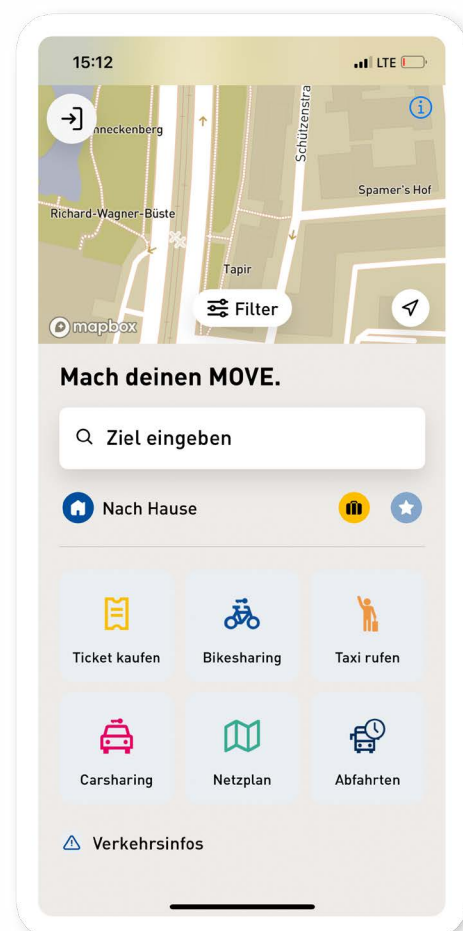 15:12
LTE
nneckenberg
Schützenstra
Spamer's Hof
Richard-Wagner-Büste
Tapir
Filter
mapbox
Mach deinen MOVE.
Ziel eingeben
Nach Hause
Ticket kaufen
Bikesharing
Taxi rufen
Carsharing
Netzplan
Abfahrten
Verkehrsinfos